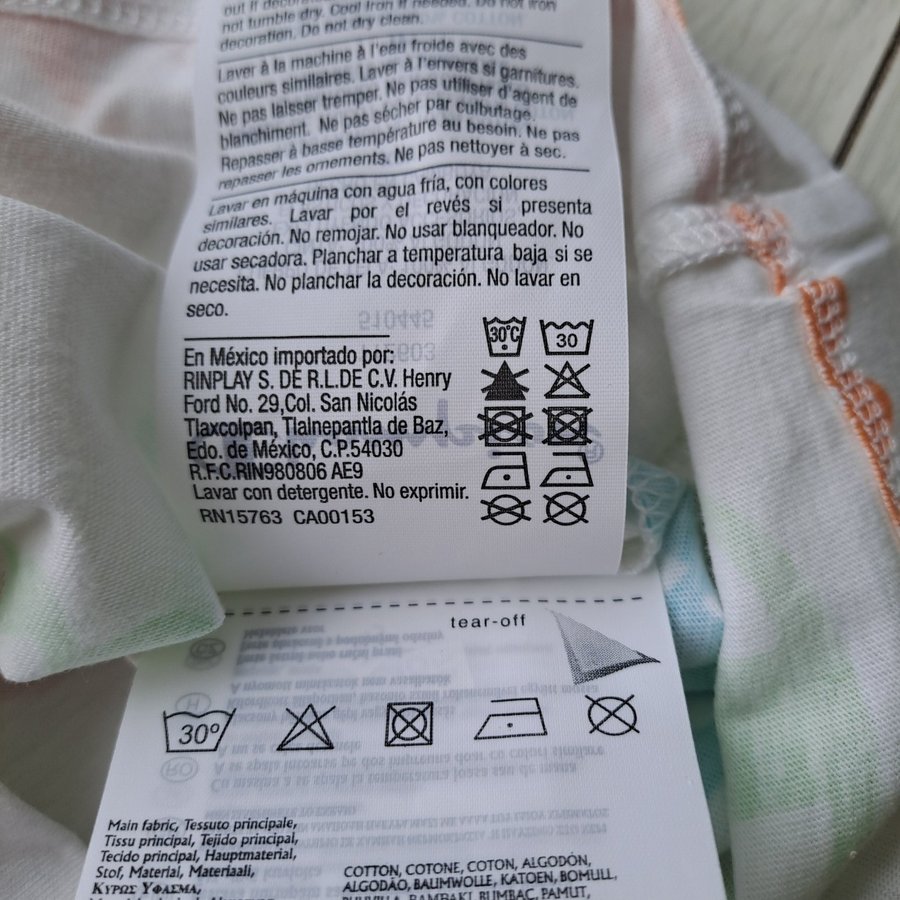 out if decoration. Do not iron
not tumble dry. Cool iron if needed. Do not iron
decoration. Do not dry clean.
Laver à la machine à l'eau froide avec des
couleurs similaires. Laver à l'envers si garnitures.
Ne pas laisser tremper. Ne pas utiliser d'agent de
blanchiment. Ne pas sécher par culbutage.
Repasser à basse température au besoin. Ne pas
repasser les ornements. Ne pas nettoyer à sec.
Lavar en máquina con agua fría, con colores
similares. Lavar por el revés si presenta
decoración. No remojar. No usar blanqueador. No
usar secadora. Planchar a temperatura baja si se
necesita. No planchar la decoración. No lavar en
seco.
En México importado por:
RINPLAY S. DE R.L.DE C.V. Henry
Ford No. 29,Col. San Nicolás
Tlaxcolpan, Tlalnepantla de Baz,
Edo. de México, C.P.54030
R.F.C.RIN980806 AE9
Lavar con detergente. No exprimir.
RN15763 CA00153
30°C 30
tear-off
30°
Main fabric, Tessuto principale,
Tissu principal, Tejido principal,
Tecido principal, Hauptmaterial,
Stof, Material, Materiaali,
Κυριως Υφασμα,
COTTON, COTONE, COTON, ALGODÓN,
ALGODÃO, BAUMWOLLE, KATOEN, BOMULL,
PUUVILLA, BAMBAKI, BUMBAC, PAMUT,